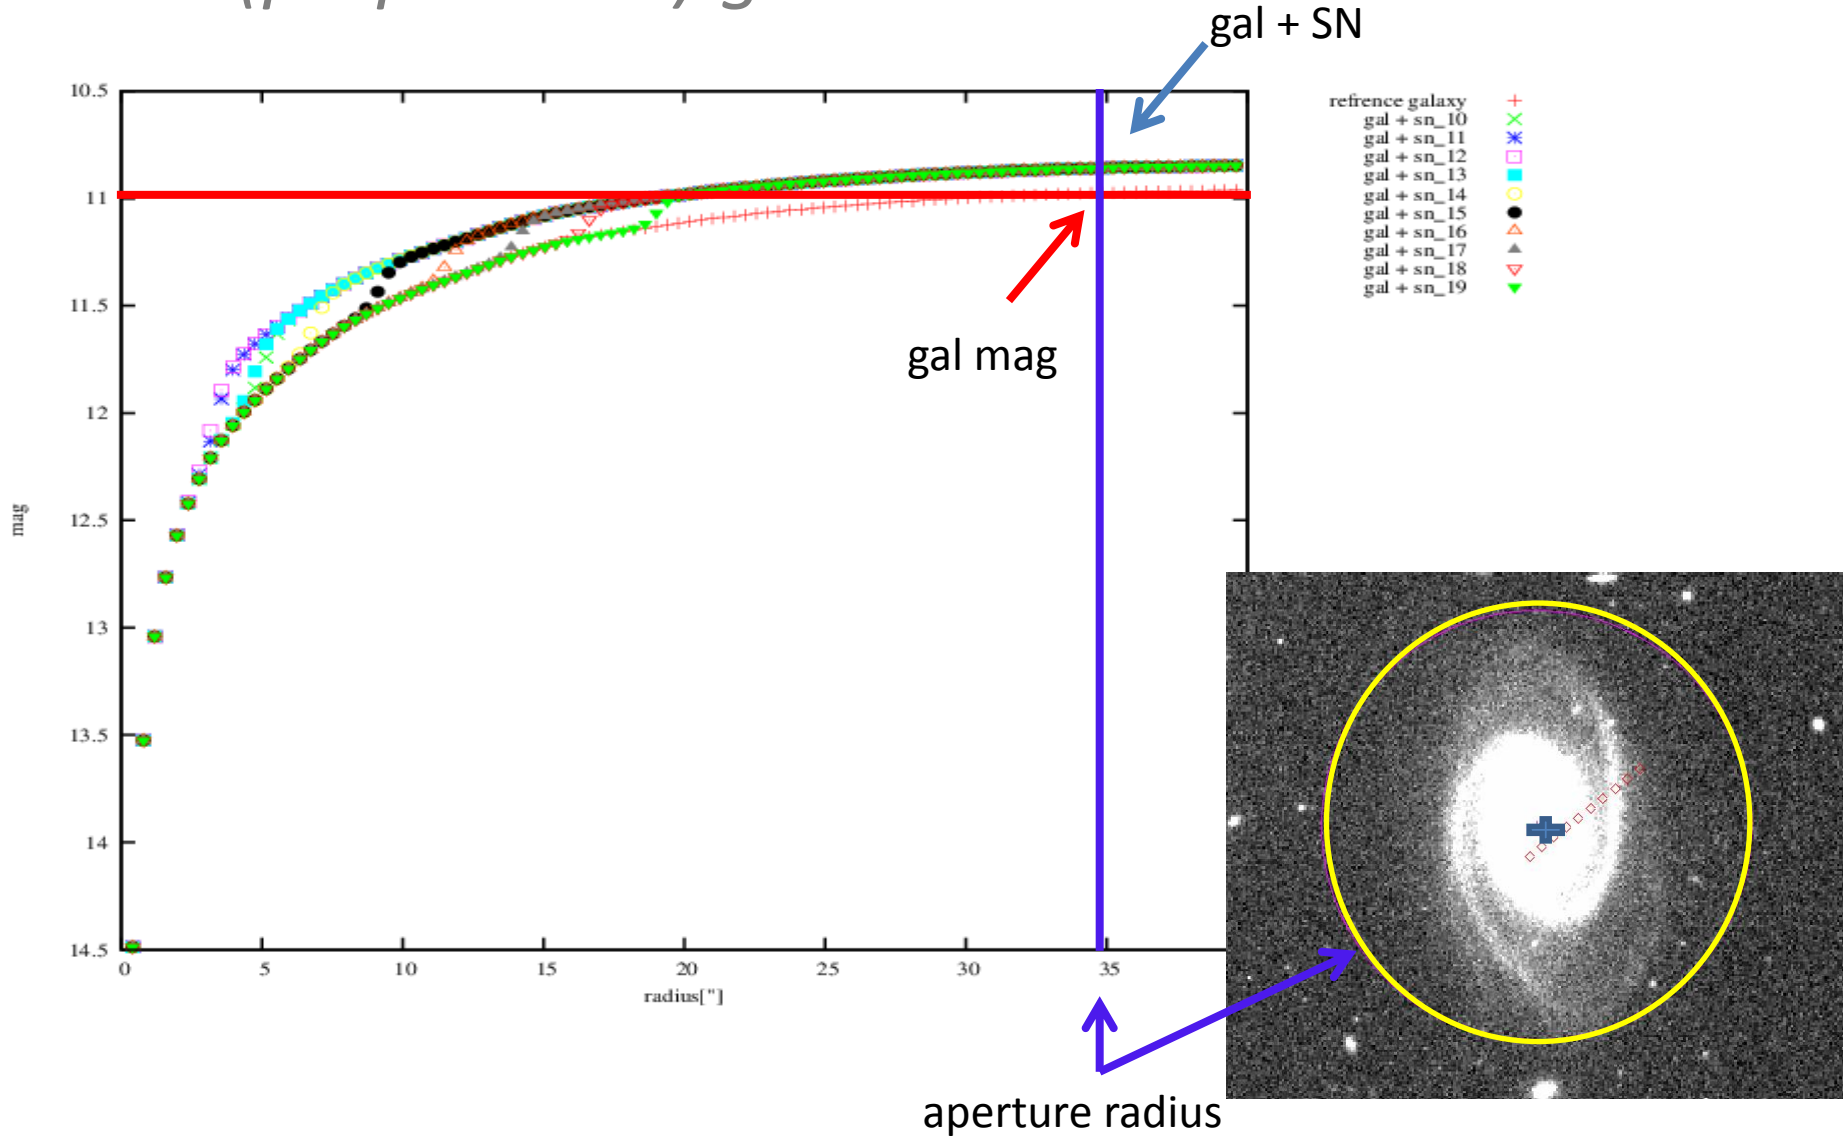 gal + SN
10.5
11
11.5
12
12.5
13
13.5
14
14.5
mag
0 5 10 15 20 25 30 35
radius["]
refrence galaxy
gal + sn_10
gal + sn_11
gal + sn_12
gal + sn_13
gal + sn_14
gal + sn_15
gal + sn_16
gal + sn_17
gal + sn_18
gal + sn_19
gal mag
aperture radius